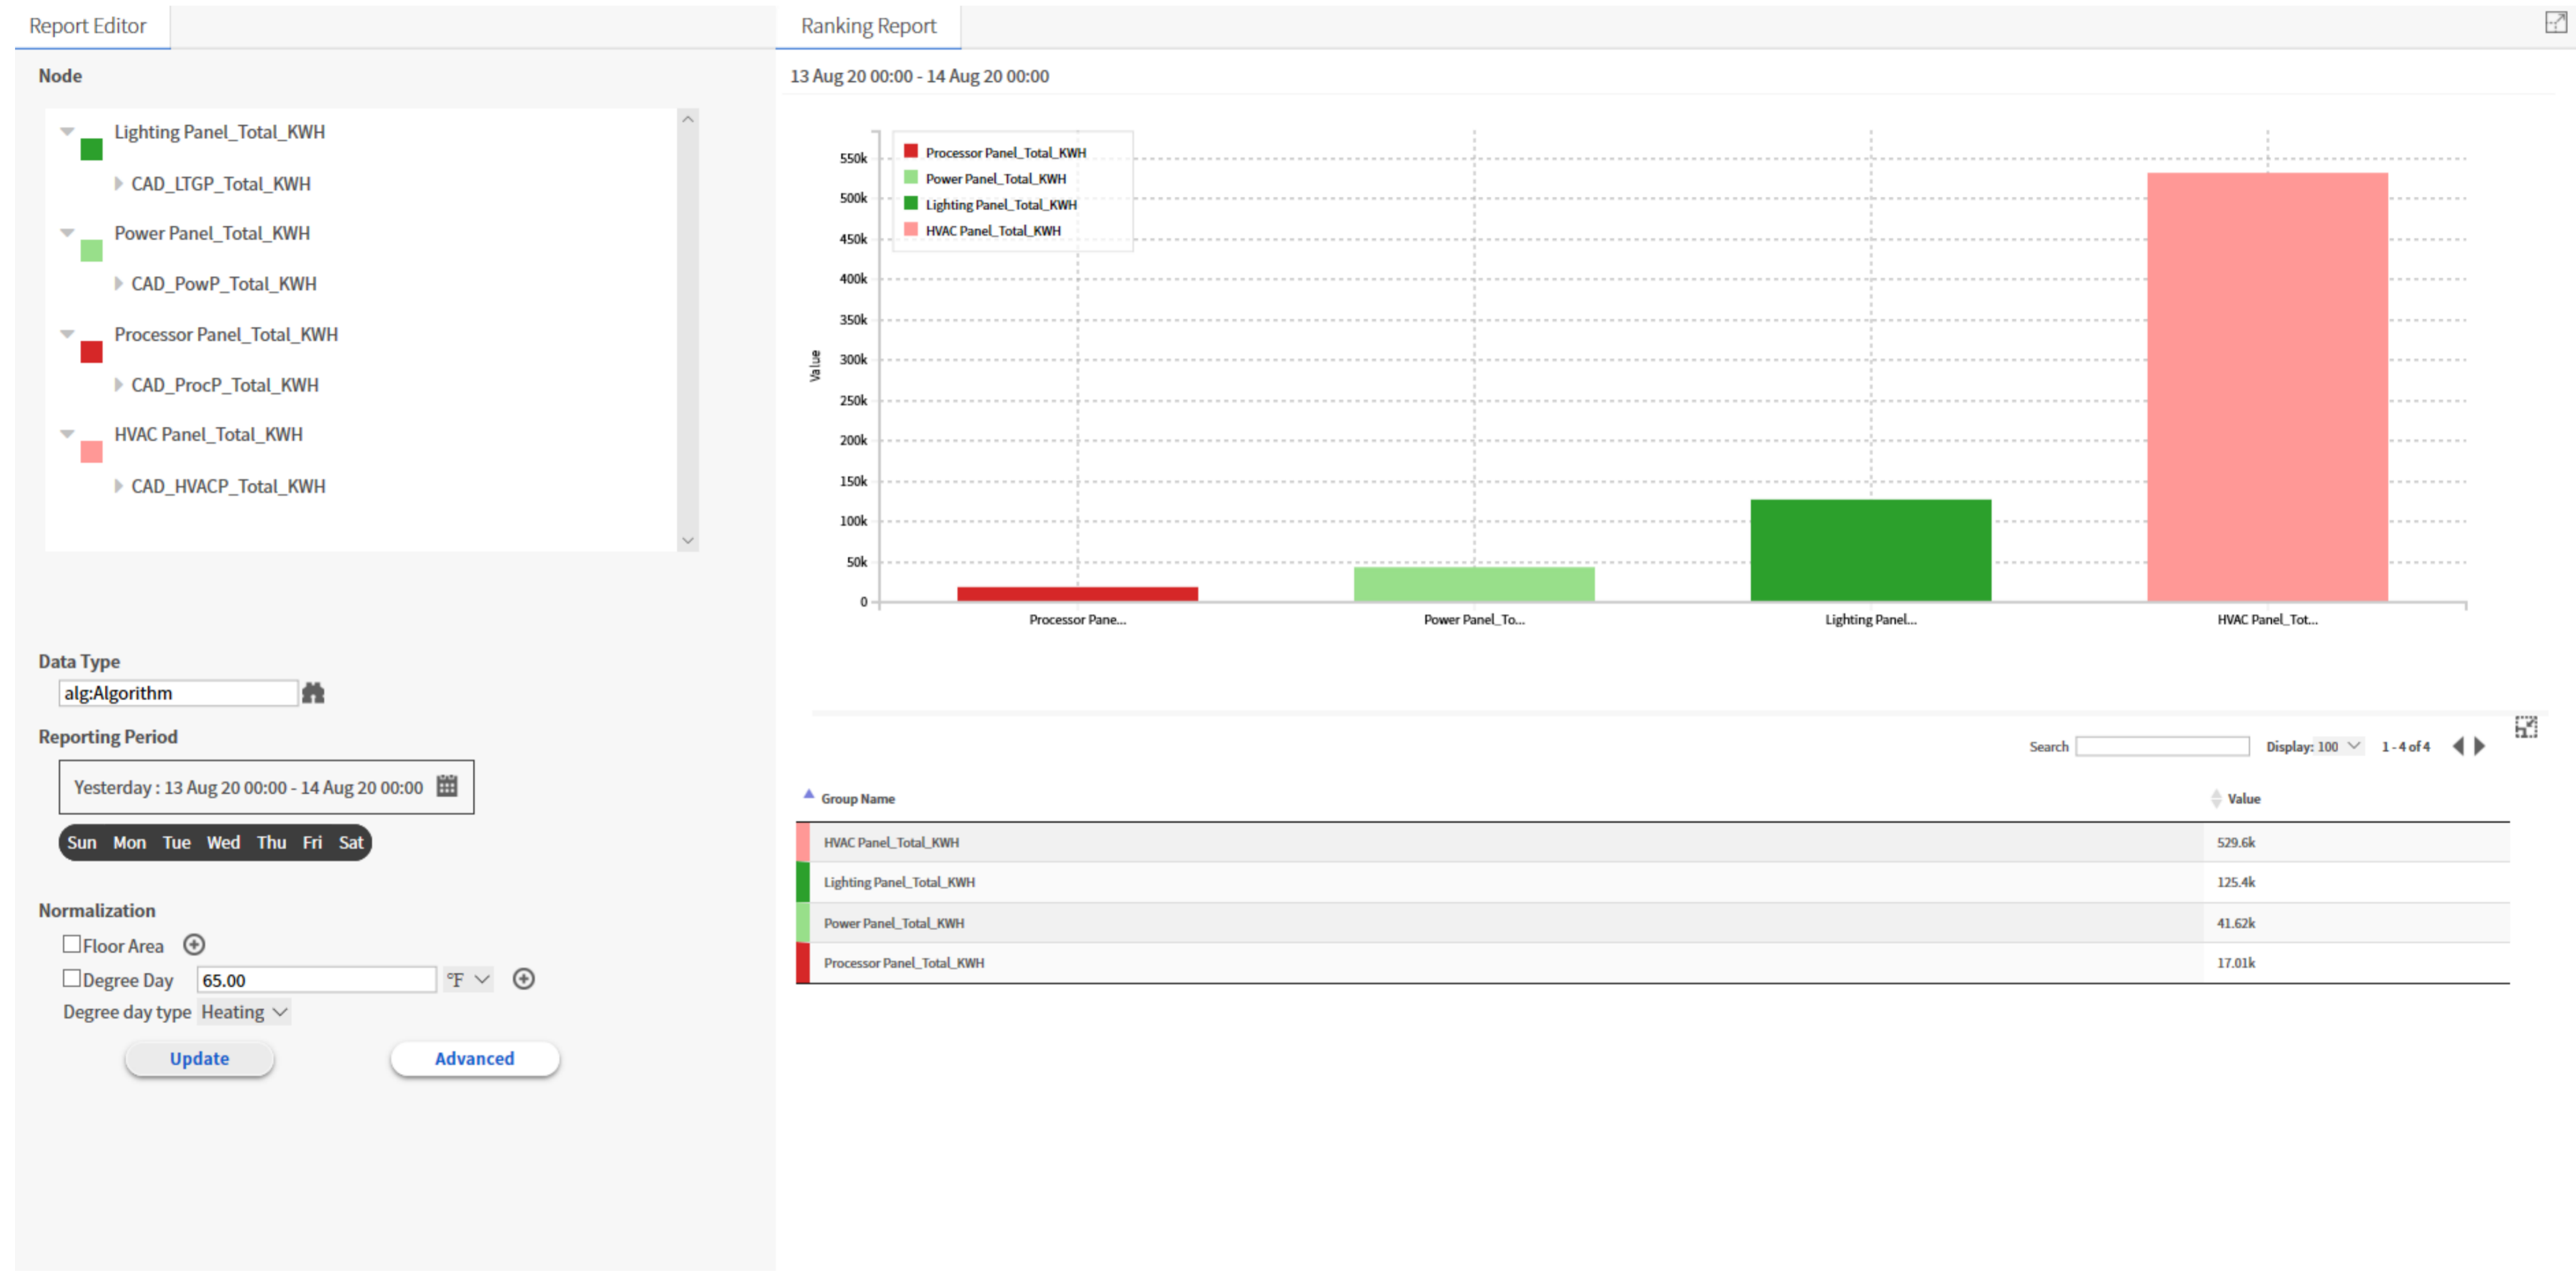 Report Editor
Node
Lighting Panel_Total_KWH
CAD_LTGP_Total_KWH
Power Panel_Total_KWH
CAD_PowP_Total_KWH
Processor Panel_Total_KWH
CAD_ProcP_Total_KWH
HVAC Panel_Total_KWH
CAD_HVACP_Total_KWH
Data Type
alg:Algorithm
Reporting Period
Yesterday : 13 Aug 20 00:00 - 14 Aug 20 00:00
Sun Mon Tue Wed Thu Fri Sat
Normalization
Floor Area
Degree Day 65.00 °F
Degree day type Heating
Update Advanced
Ranking Report
13 Aug 20 00:00 - 14 Aug 20 00:00
Processor Panel_Total_KWH
Power Panel_Total_KWH
Lighting Panel_Total_KWH
HVAC Panel_Total_KWH
Value
550k
500k
450k
400k
350k
300k
250k
200k
150k
100k
50k
0
Processor Pane... Power Panel_To... Lighting Panel... HVAC Panel_Tot...
Search Display: 100 1 - 4 of 4
Group Name Value
HVAC Panel_Total_KWH 529.6k
Lighting Panel_Total_KWH 125.4k
Power Panel_Total_KWH 41.62k
Processor Panel_Total_KWH 17.01k